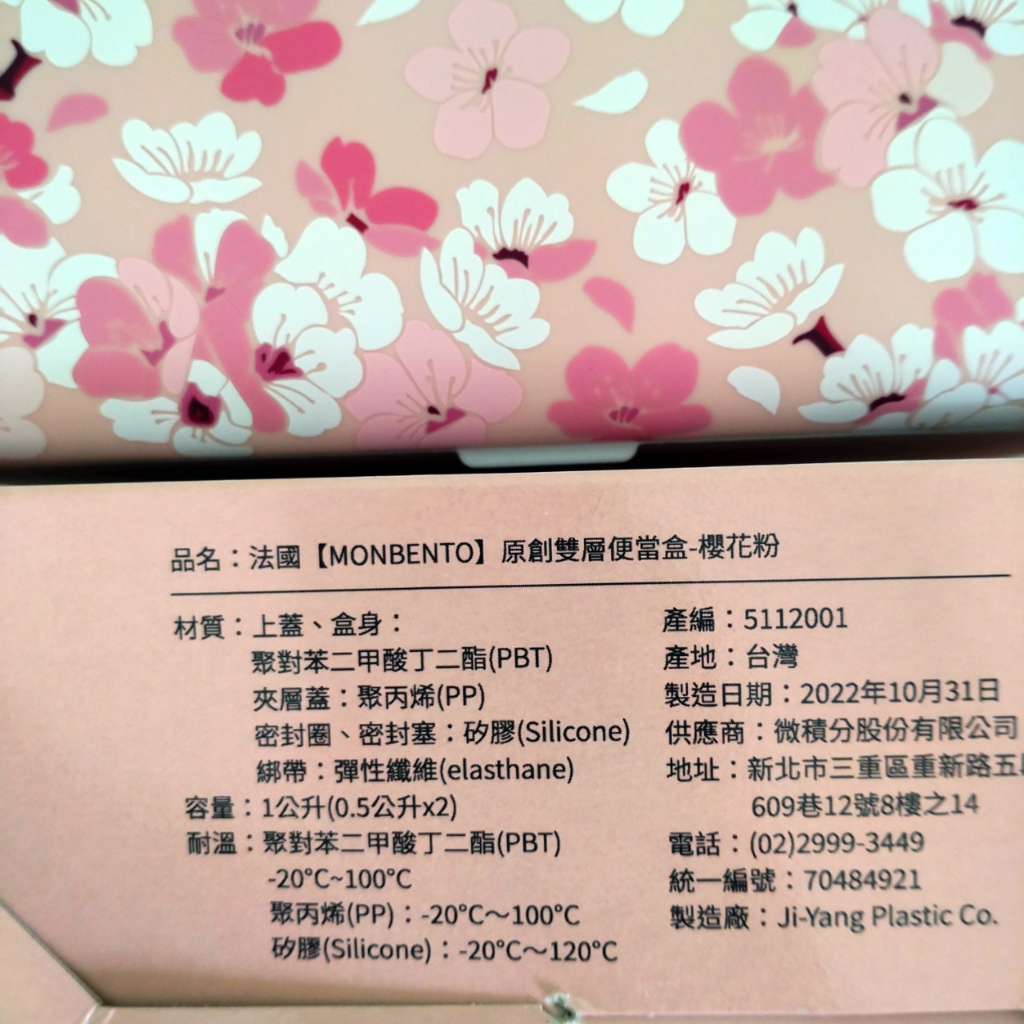 品名：法國【MONBENTO】原創雙層便當盒-櫻花粉
材質：上蓋、盒身：
聚對苯二甲酸丁二酯(PBT)
夾層蓋：聚丙烯(PP)
密封圈、密封塞：矽膠(Silicone)
綁帶：彈性纖維(elasthane)
容量：1公升(0.5公升x2)
耐溫：聚對苯二甲酸丁二酯(PBT)
-20°C~100°C
聚丙烯(PP)：-20°C～100°C
矽膠(Silicone)：-20°C～120°C
產編：5112001
產地：台灣
製造日期：2022年10月31日
供應商：微積分股份有限公司
地址：新北市三重區重新路五
609巷12號8樓之14
電話：(02)2999-3449
統一編號：70484921
製造廠：Ji-Yang Plastic Co.